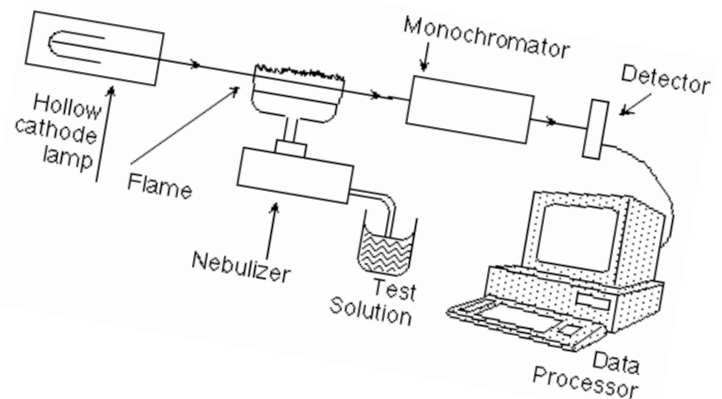 Monochromator
Detector
Hollow
cathode
lamp
Flame
Nebulizer
Test
Solution
Data
Processor